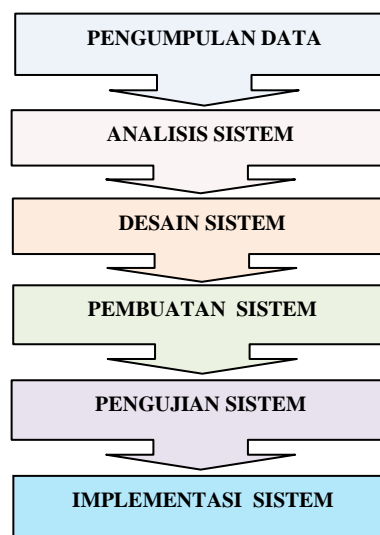 PENGUMPULAN DATA
ANALISIS SISTEM
DESAIN SISTEM
PEMBUATAN SISTEM
PENGUJIAN SISTEM
IMPLEMENTASI SISTEM